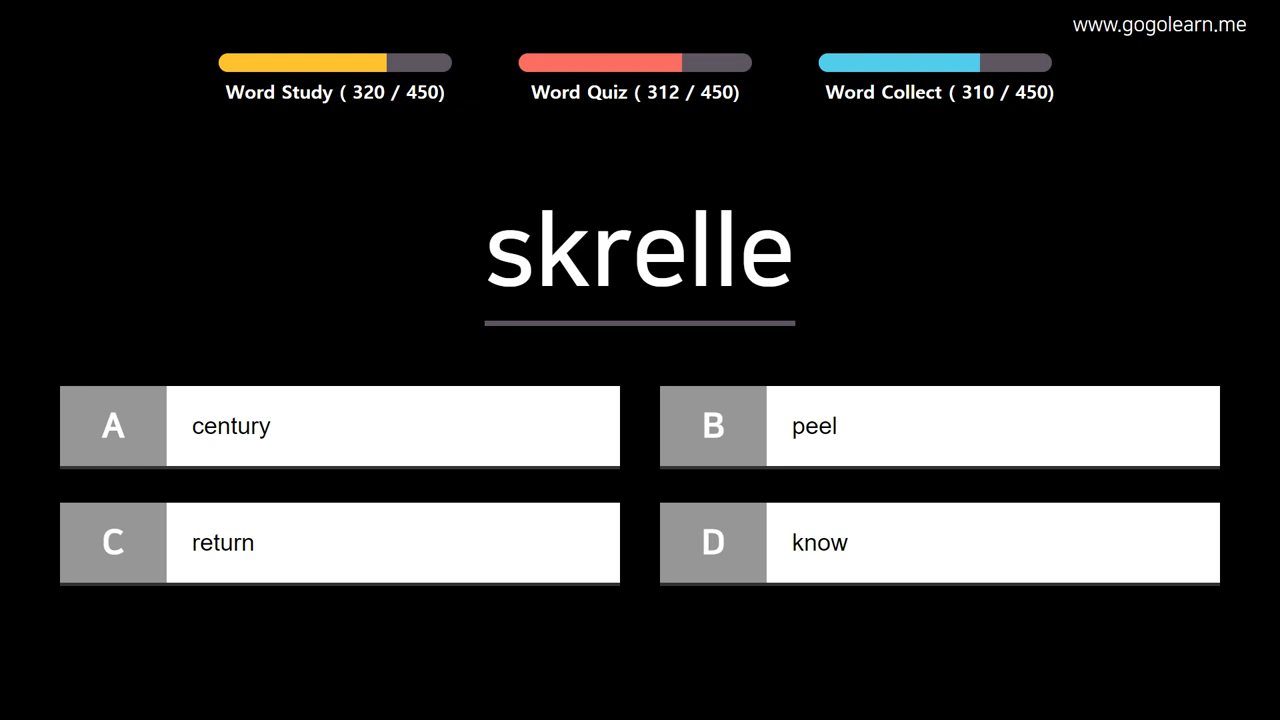 www.gogolearn.me
Word Study ( 320 / 450)
Word Quiz ( 312 / 450)
Word Collect ( 310 / 450)
skrelle
A century
B peel
C return
D know